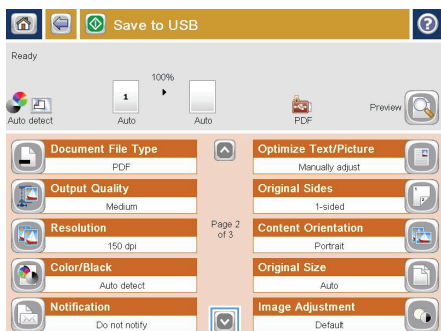 Save to USB
?
Ready
100%
1
Auto detect
Auto
Auto
PDF
Preview
Document File Type
PDF
Output Quality
Medium
Resolution
150 dpi
Color/Black
Auto detect
Notification
Do not notify
Page 2
of 3
Optimize Text/Picture
Manually adjust
Original Sides
1-sided
Content Orientation
Portrait
Original Size
Auto
Image Adjustment
Default